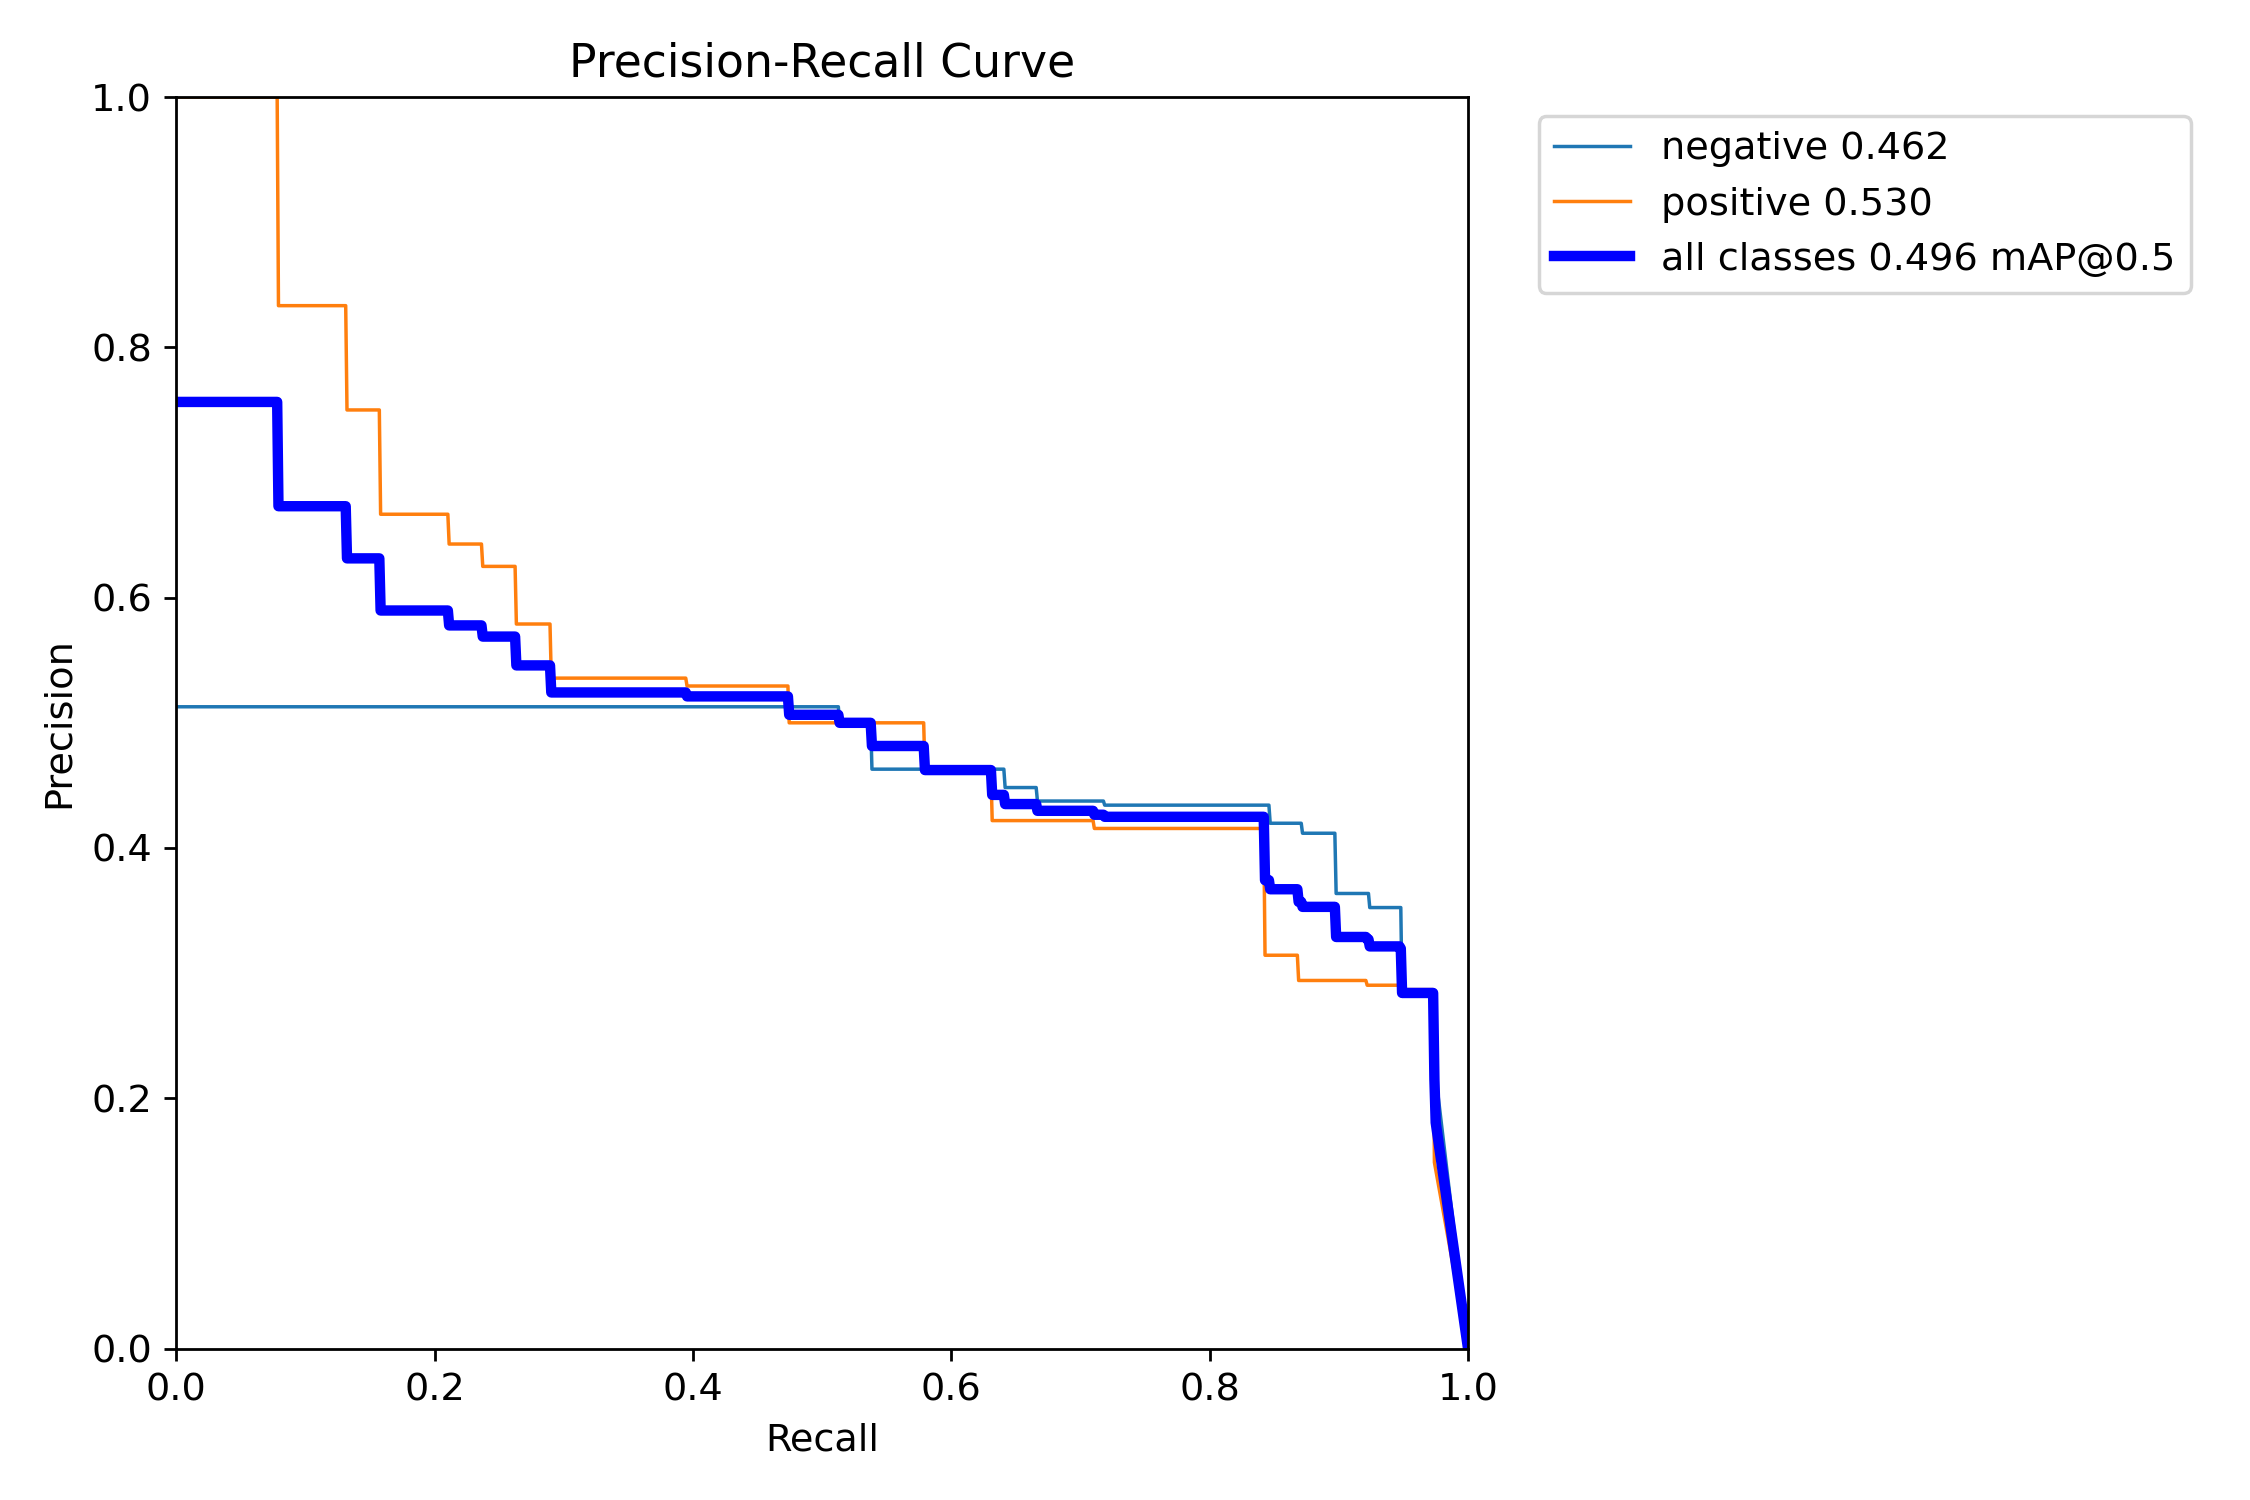 Precision-Recall Curve
1.0
0.8
0.6
0.4
0.2
0.0
Precision
0.0 0.2 0.4 0.6 0.8 1.0
Recall
negative 0.462
positive 0.530
all classes 0.496 mAP@0.5